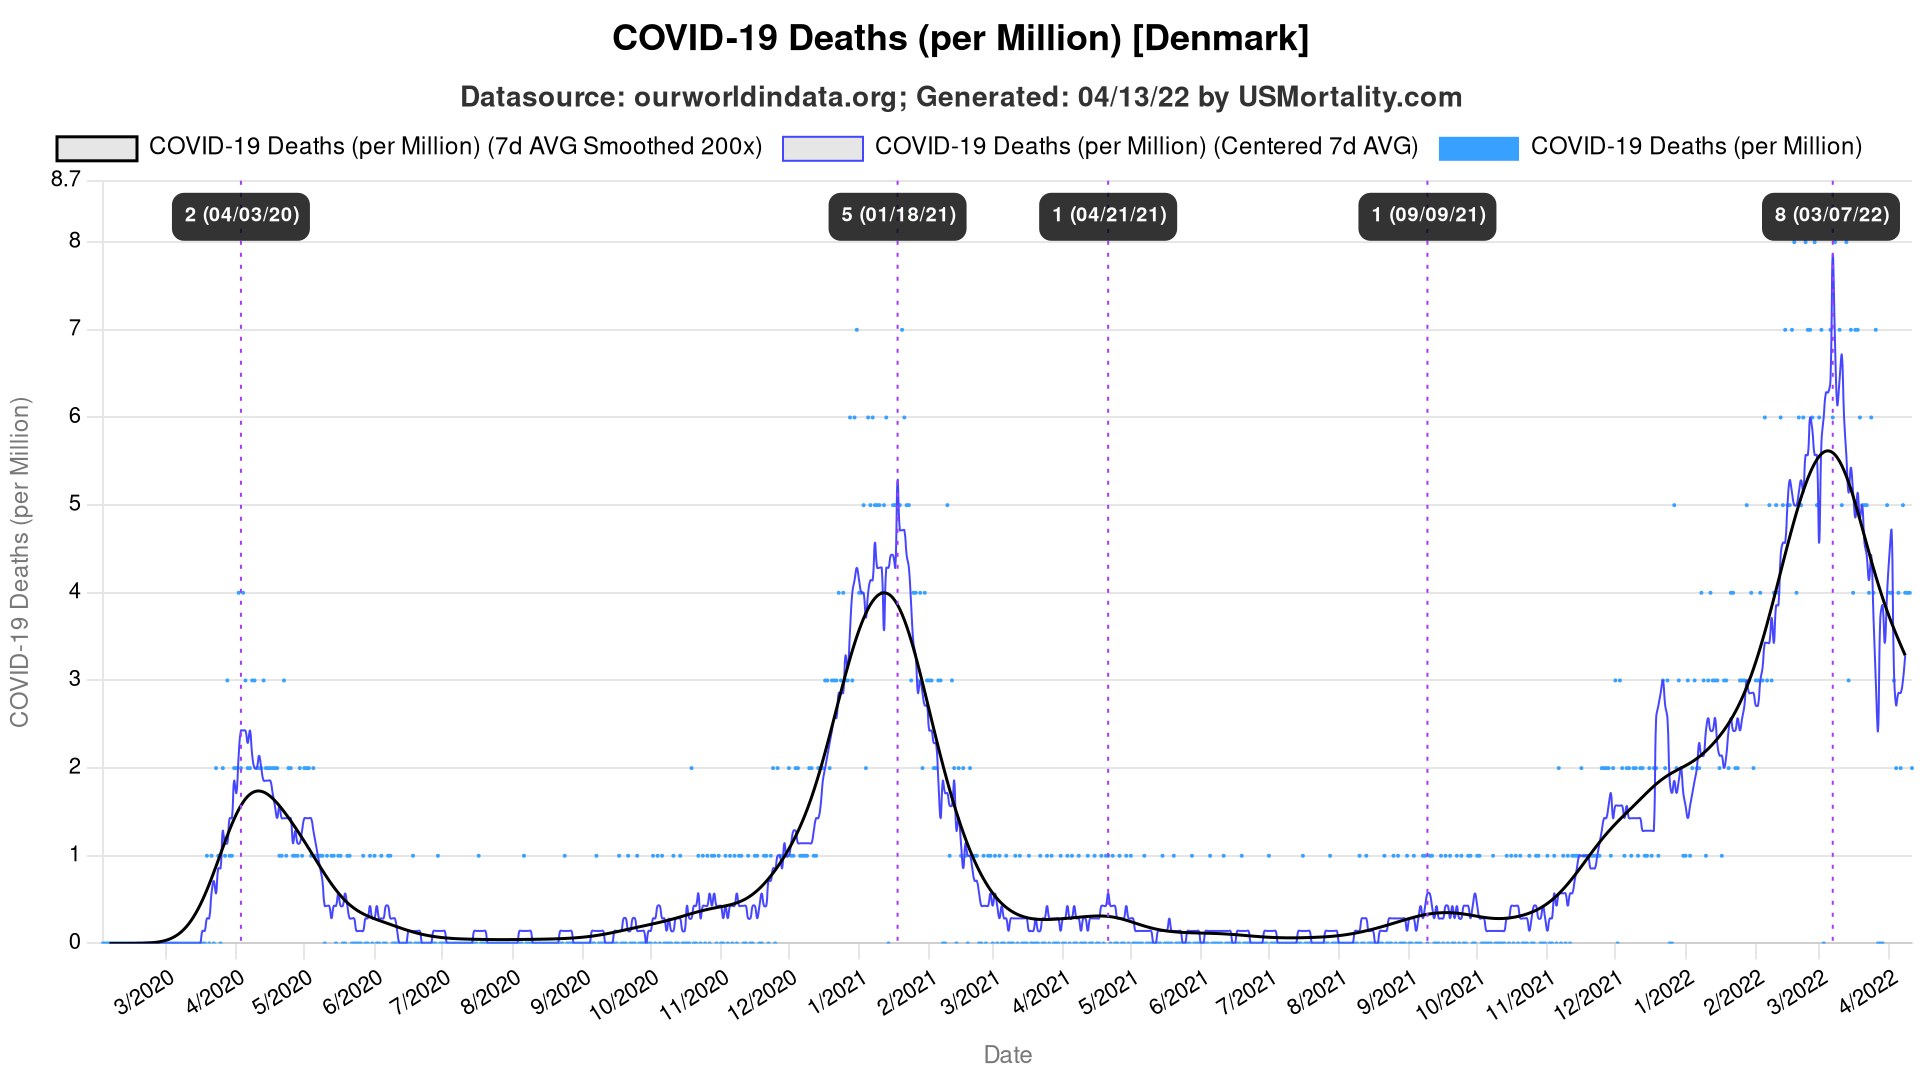 COVID-19 Deaths (per Million) [Denmark]
Datasource: ourworldindata.org; Generated: 04/13/22 by USMortality.com
COVID-19 Deaths (per Million) (7d AVG Smoothed 200x) COVID-19 Deaths (per Million) (Centered 7d AVG) COVID-19 Deaths (per Million)
8.7
2 (04/03/20) 5 (01/18/21) 1 (04/21/21) 1 (09/09/21) 8 (03/07/22)
8
7
6
5
4
3
2
1
0
COVID-19 Deaths (per Million)
3/2020 4/2020 5/2020 6/2020 7/2020 8/2020 9/2020 10/2020 11/2020 12/2020 1/2021 2/2021 3/2021 4/2021 5/2021 6/2021 7/2021 8/2021 9/2021 10/2021 11/2021 12/2021 1/2022 2/2022 3/2022 4/2022
Date